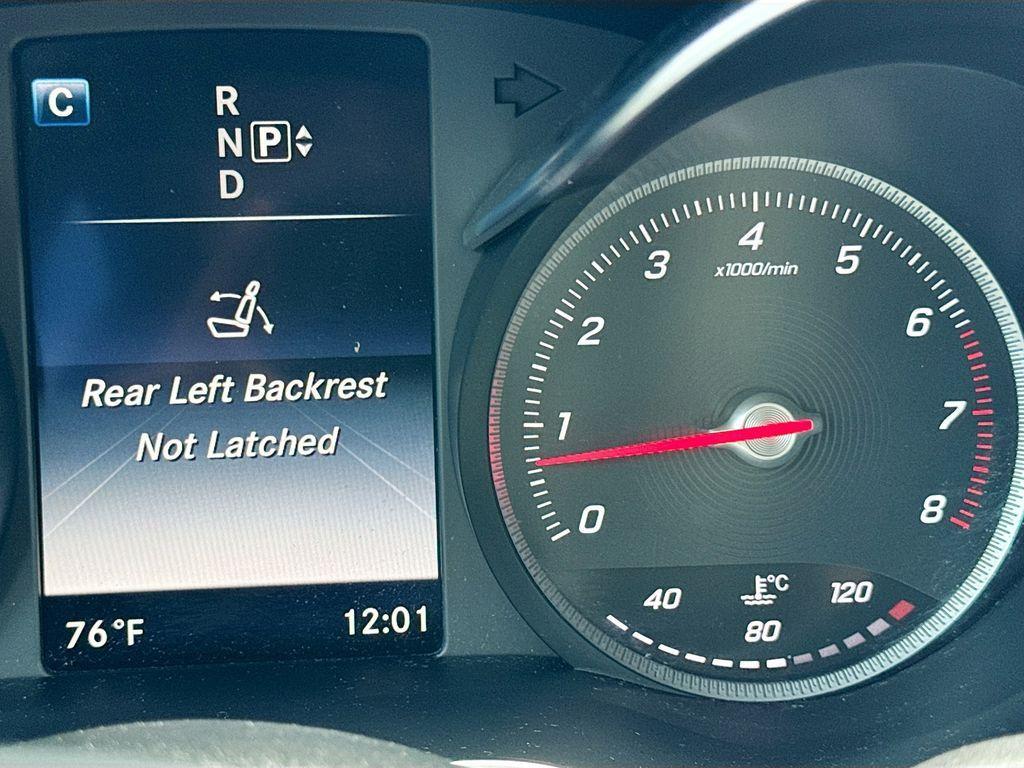 C
R
N P
D
Rear Left Backrest
Not Latched
76°F 12:01
0
1
2
3
4
5
6
7
8
x1000/min
40
80
120
°C